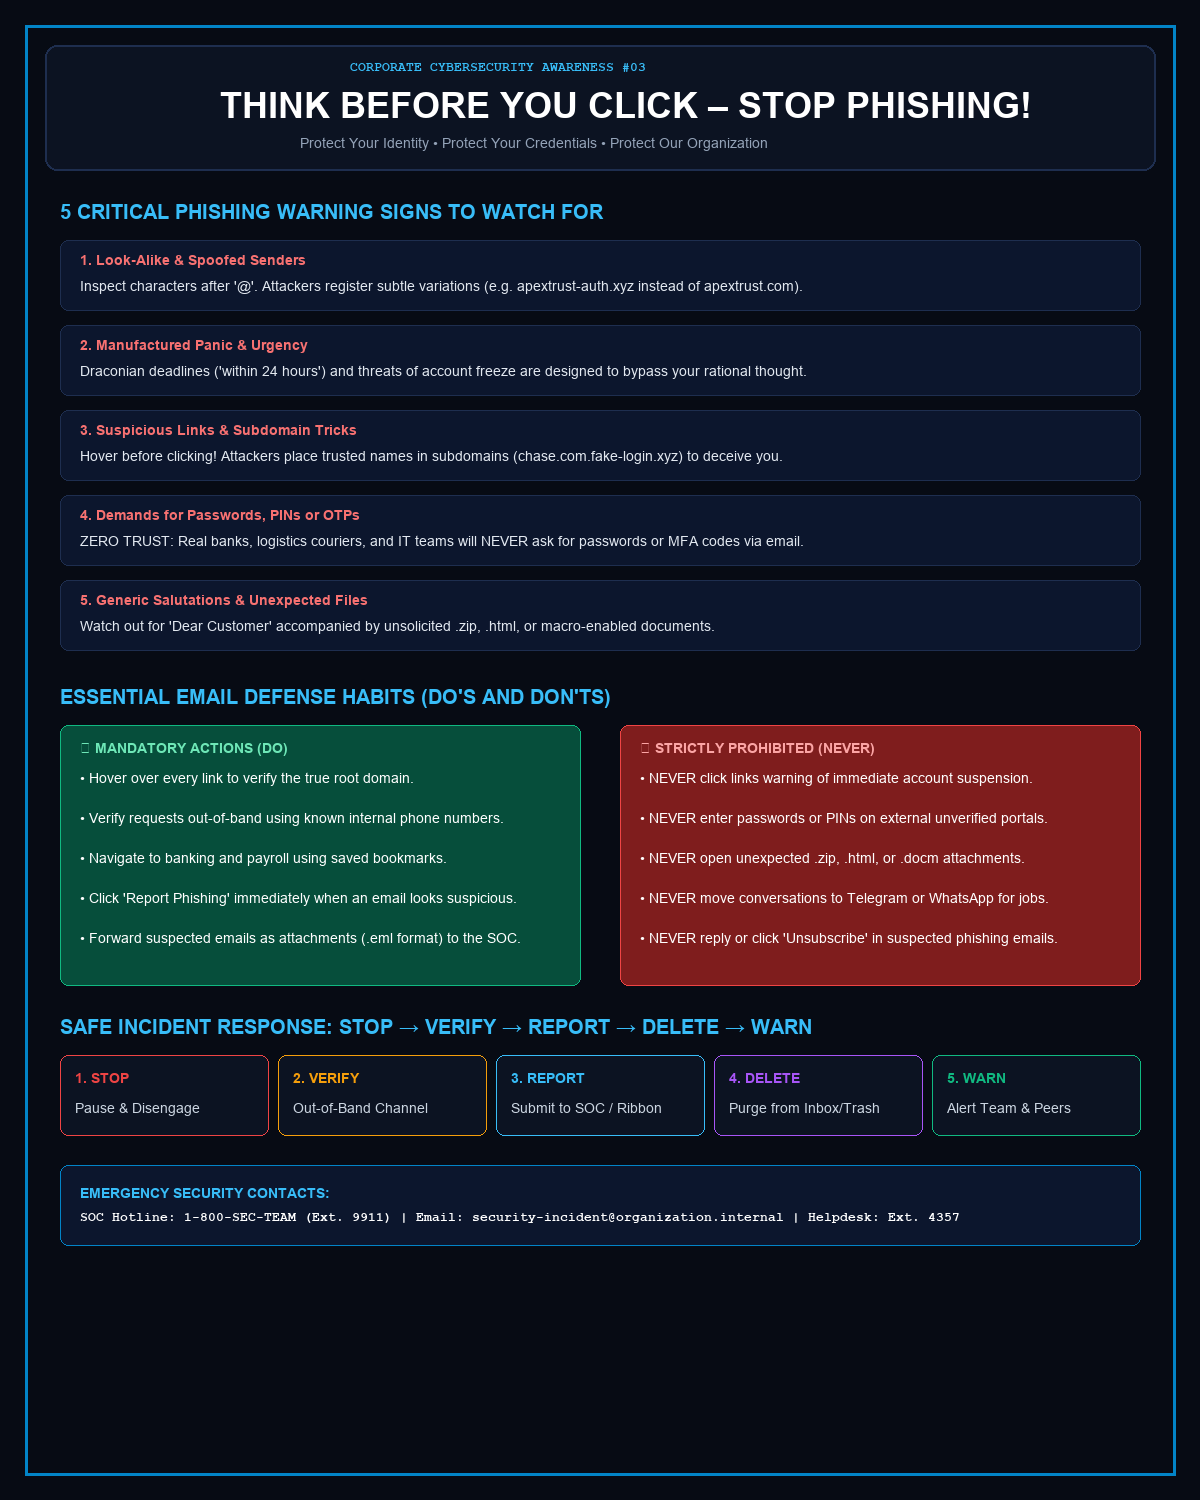 CORPORATE CYBERSECURITY AWARENESS #03
THINK BEFORE YOU CLICK – STOP PHISHING!
Protect Your Identity • Protect Your Credentials • Protect Our Organization
5 CRITICAL PHISHING WARNING SIGNS TO WATCH FOR
1. Look-Alike & Spoofed Senders
Inspect characters after '@'. Attackers register subtle variations (e.g. apextrust-auth.xyz instead of apextrust.com).
2. Manufactured Panic & Urgency
Draconian deadlines ('within 24 hours') and threats of account freeze are designed to bypass your rational thought.
3. Suspicious Links & Subdomain Tricks
Hover before clicking! Attackers place trusted names in subdomains (chase.com.fake-login.xyz) to deceive you.
4. Demands for Passwords, PINs or OTPs
ZERO TRUST: Real banks, logistics couriers, and IT teams will NEVER ask for passwords or MFA codes via email.
5. Generic Salutations & Unexpected Files
Watch out for 'Dear Customer' accompanied by unsolicited .zip, .html, or macro-enabled documents.
ESSENTIAL EMAIL DEFENSE HABITS (DO'S AND DON'TS)
MANDATORY ACTIONS (DO)
• Hover over every link to verify the true root domain.
• Verify requests out-of-band using known internal phone numbers.
• Navigate to banking and payroll using saved bookmarks.
• Click 'Report Phishing' immediately when an email looks suspicious.
• Forward suspected emails as attachments (.eml format) to the SOC.
STRICTLY PROHIBITED (NEVER)
• NEVER click links warning of immediate account suspension.
• NEVER enter passwords or PINs on external unverified portals.
• NEVER open unexpected .zip, .html, or .docm attachments.
• NEVER move conversations to Telegram or WhatsApp for jobs.
• NEVER reply or click 'Unsubscribe' in suspected phishing emails.
SAFE INCIDENT RESPONSE: STOP → VERIFY → REPORT → DELETE → WARN
1. STOP
Pause & Disengage
2. VERIFY
Out-of-Band Channel
3. REPORT
Submit to SOC / Ribbon
4. DELETE
Purge from Inbox/Trash
5. WARN
Alert Team & Peers
EMERGENCY SECURITY CONTACTS:
SOC Hotline: 1-800-SEC-TEAM (Ext. 9911) | Email: security-incident@organization.internal | Helpdesk: Ext. 4357